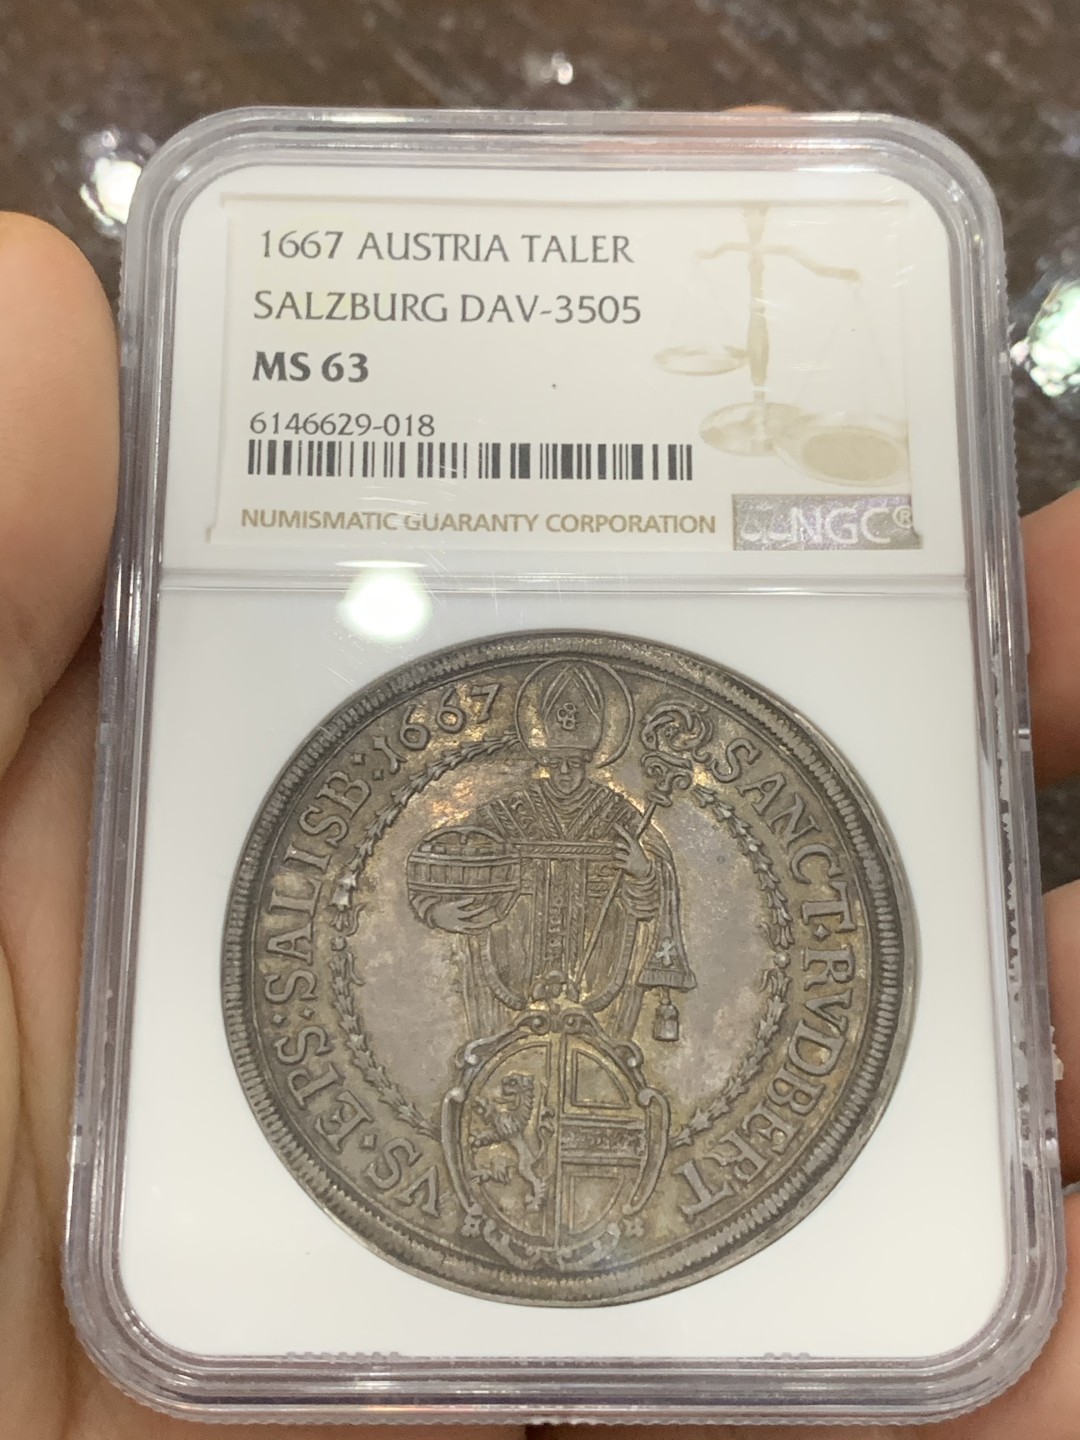 1667 AUSTRIA TALER
SALZBURG DAV-3505
MS 63
6146629-018
NUMISMATIC GUARANTY CORPORATION
NGC®
SANCT·RVDBERT
VS·EPS:SALISB:1667